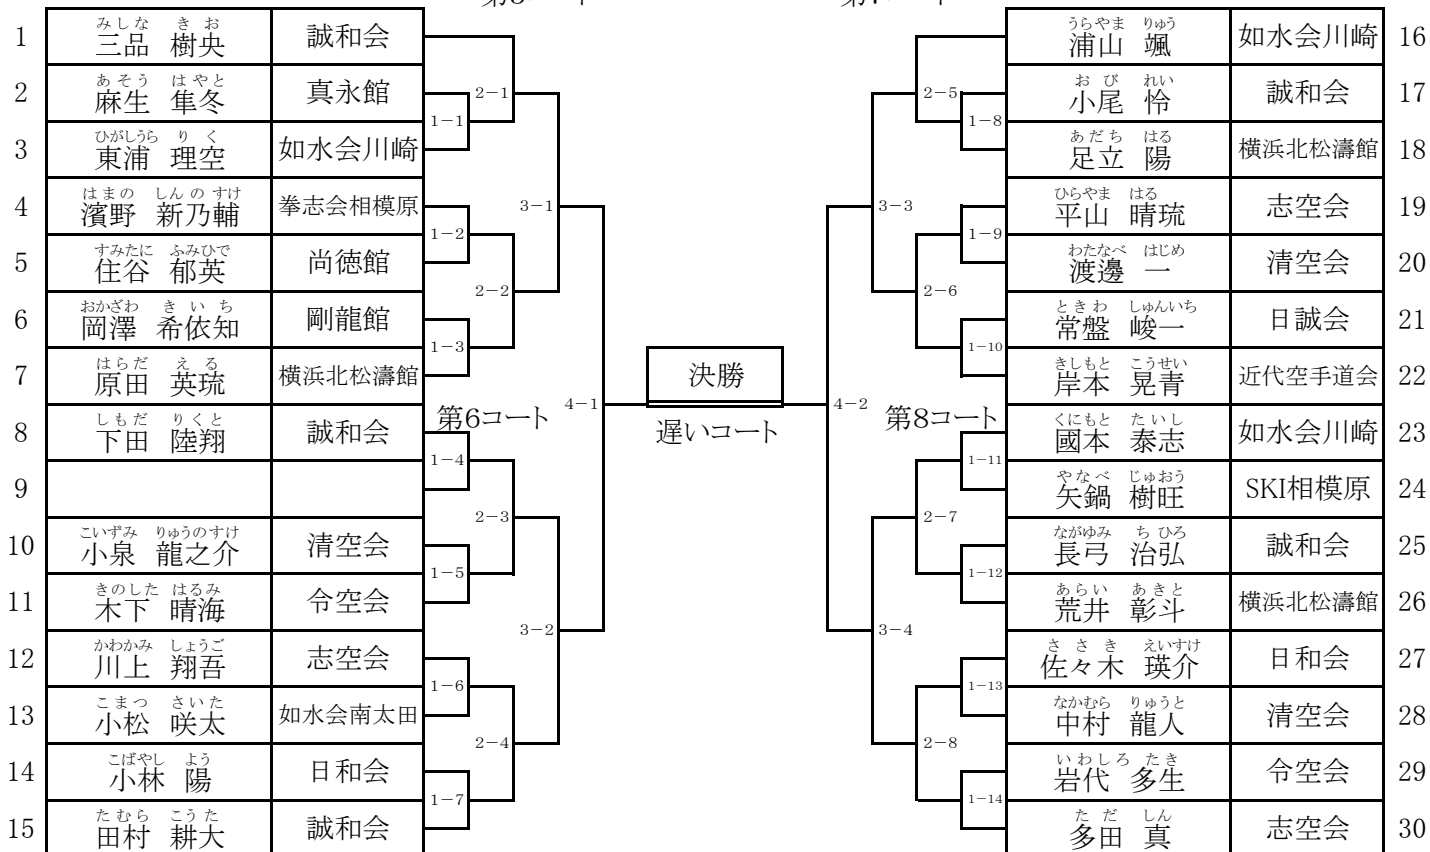 1 三品 樹央 みしな きお 誠和会
2 麻生 隼冬 あそう はやと 真永館
3 東浦 理空 ひがしうら りく 如水会川崎
4 濱野 新乃輔 はまの しんのすけ 拳志会相模原
5 住谷 郁英 すみたに ふみひで 尚徳館
6 岡澤 希依知 おかざわ きいち 剛龍館
7 原田 英琉 はらだ える 横浜北松濤館
8 下田 陸翔 しもだ りくと 誠和会
9
10 小泉 龍之介 こいずみ りゅうのすけ 清空会
11 木下 晴海 きのした はるみ 令空会
12 川上 翔吾 かわかみ しょうご 志空会
13 小松 咲太 こまつ さいた 如水会南太田
14 小林 陽 こばやし よう 日和会
15 田村 耕大 たむら こうた 誠和会
1-1
1-2
1-3
1-4
1-5
1-6
1-7
2-1
2-2
2-3
2-4
3-1
3-2
4-1
第6コート
決勝
遅いコート
第8コート
4-2
3-3
3-4
2-5
2-6
2-7
2-8
1-8
1-9
1-10
1-11
1-12
1-13
1-14
浦山 颯 うらやま りゅう 如水会川崎 16
小尾 怜 おび れい 誠和会 17
足立 陽 あだち はる 横浜北松濤館 18
平山 晴琉 ひらやま はる 志空会 19
渡邊 一 わたなべ はじめ 清空会 20
常盤 峻一 ときわ しゅんいち 日誠会 21
岸本 晃青 きしもと こうせい 近代空手道会 22
國本 泰志 くにもと たいし 如水会川崎 23
矢鍋 樹旺 やなべ じゅおう SKI相模原 24
長弓 治弘 ながゆみ ちひろ 誠和会 25
荒井 彰斗 あらい あきと 横浜北松濤館 26
佐々木 瑛介 ささき えいすけ 日和会 27
中村 龍人 なかむら りゅうと 清空会 28
岩代 多生 いわしろ たき 令空会 29
多田 真 ただ しん 志空会 30